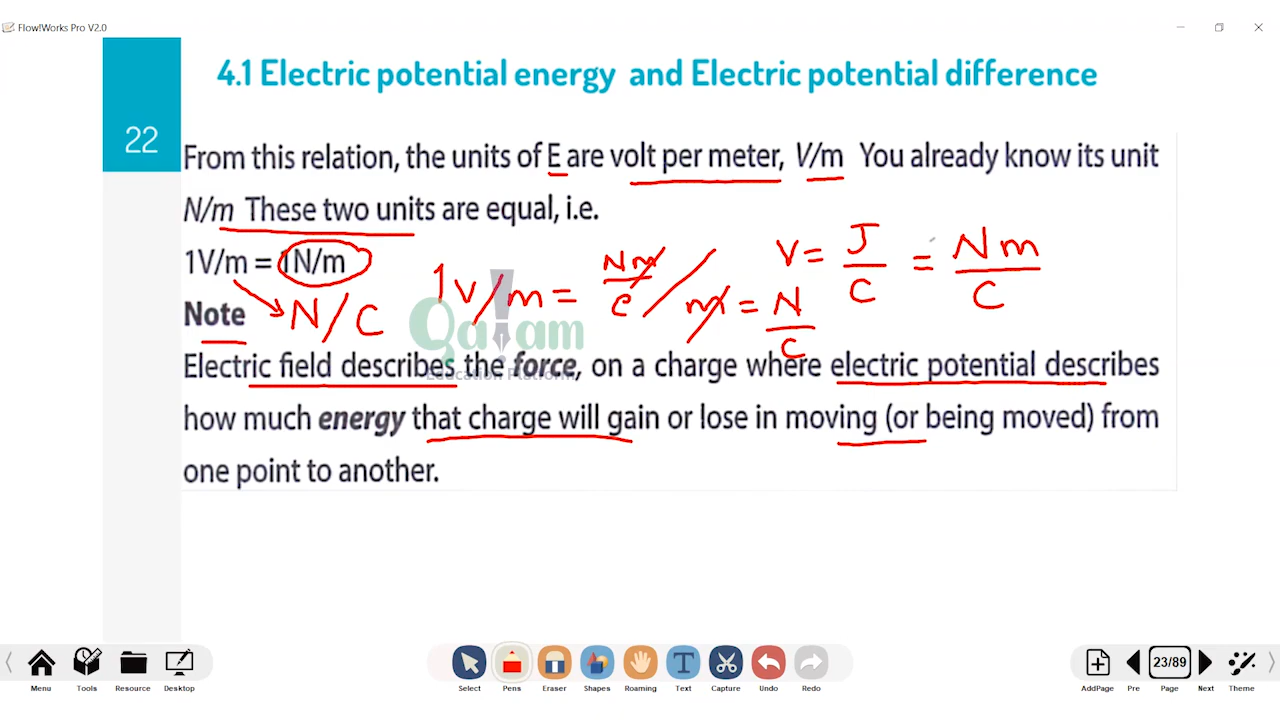 Flow!Works Pro V2.0
4.1 Electric potential energy and Electric potential difference
22
From this relation, the units of E are volt per meter, V/m You already know its unit
N/m These two units are equal, i.e.
1V/m = 1N/m
N/C
1V/m = Nm/C / m = N/C
V = J/C = Nm/C
Note
Qalam
Education Platform
Electric field describes the force, on a charge where electric potential describes
how much energy that charge will gain or lose in moving (or being moved) from
one point to another.
Menu Tools Resource Desktop Select Pens Eraser Shapes Roaming Text Capture Undo Redo AddPage Pre 23/89 Page Next Theme